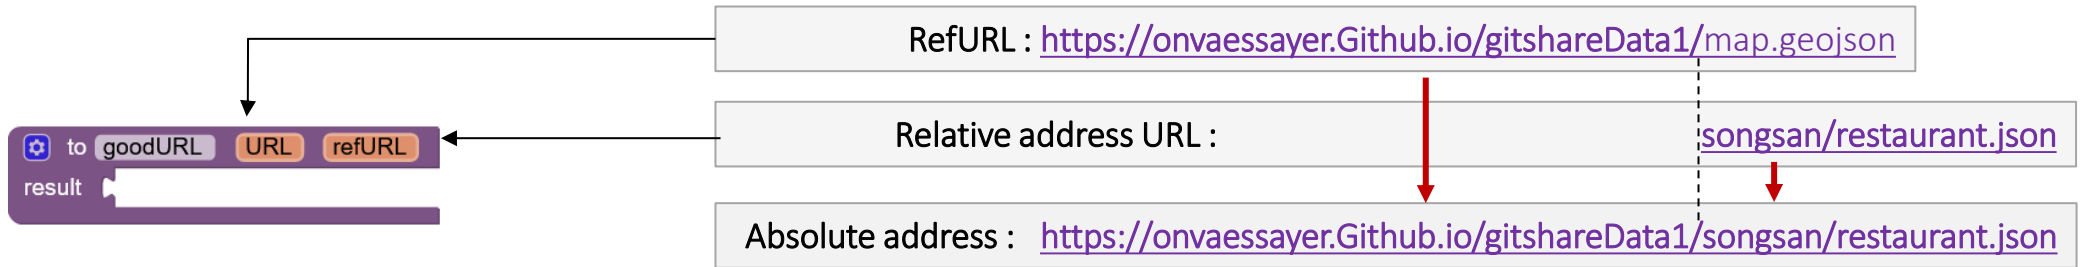 RefURL : https://onvaessayer.Github.io/gitshareData1/map.geojson
Relative address URL : songsan/restaurant.json
to goodURL URL refURL
result
Absolute address : https://onvaessayer.Github.io/gitshareData1/songsan/restaurant.json